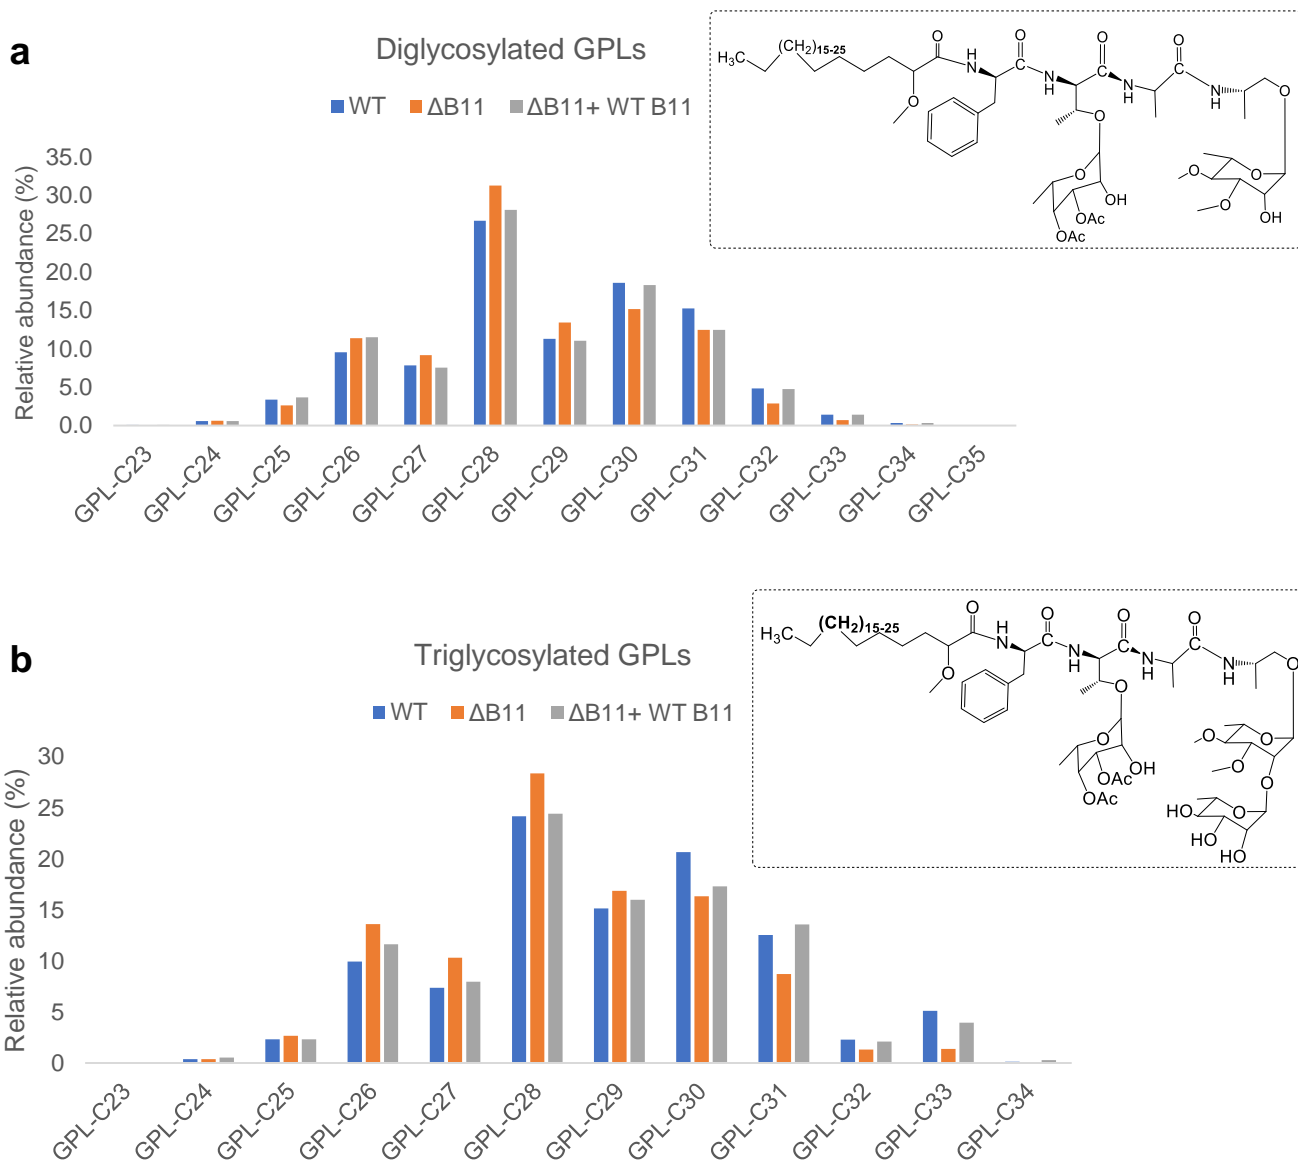 a
Diglycosylated GPLs
WT ΔB11 ΔB11+ WT B11
Relative abundance (%)
35.0
30.0
25.0
20.0
15.0
10.0
5.0
0.0
GPL-C23 GPL-C24 GPL-C25 GPL-C26 GPL-C27 GPL-C28 GPL-C29 GPL-C30 GPL-C31 GPL-C32 GPL-C33 GPL-C34 GPL-C35
H3C (CH2)15-25 O O O O
H N H N N H N H
O O O
O O O O
OH O OH
OAc
OAc
b
Triglycosylated GPLs
WT ΔB11 ΔB11+ WT B11
Relative abundance (%)
30
25
20
15
10
5
0
GPL-C23 GPL-C24 GPL-C25 GPL-C26 GPL-C27 GPL-C28 GPL-C29 GPL-C30 GPL-C31 GPL-C32 GPL-C33 GPL-C34
H3C (CH2)15-25 O O O O
H N N H H N N H O
O O
O O O
OH O
OAc O
OAc HO O
HO
HO